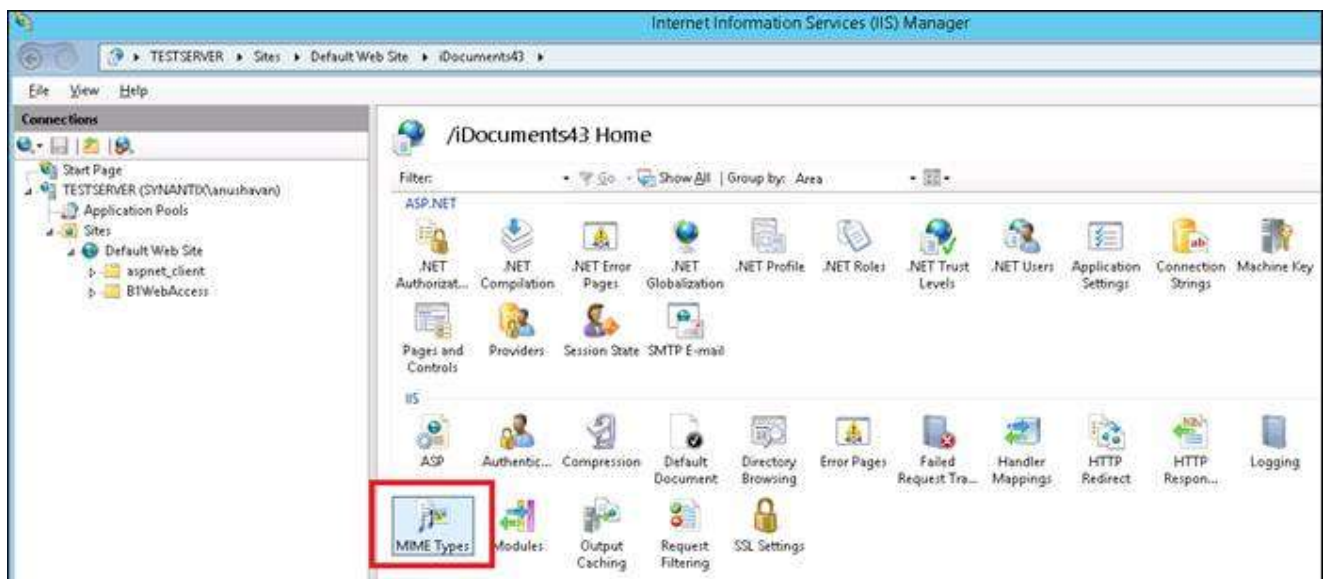 Internet Information Services (IIS) Manager
TESTSERVER Sites Default Web Site iDocuments43
File View Help
Connections
Start Page
TESTSERVER (SYNANTIX\anushavan)
Application Pools
Sites
Default Web Site
aspnet_client
B1WebAccess
/iDocuments43 Home
Filter: Go Show All Group by: Area
ASP.NET
.NET Authorizat... .NET Compilation .NET Error Pages .NET Globalization .NET Profile .NET Roles .NET Trust Levels .NET Users Application Settings Connection Strings Machine Key
Pages and Controls Providers Session State SMTP E-mail
IIS
ASP Authentic... Compression Default Document Directory Browsing Error Pages Failed Request Tra... Handler Mappings HTTP Redirect HTTP Respon... Logging
MIME Types Modules Output Caching Request Filtering SSL Settings